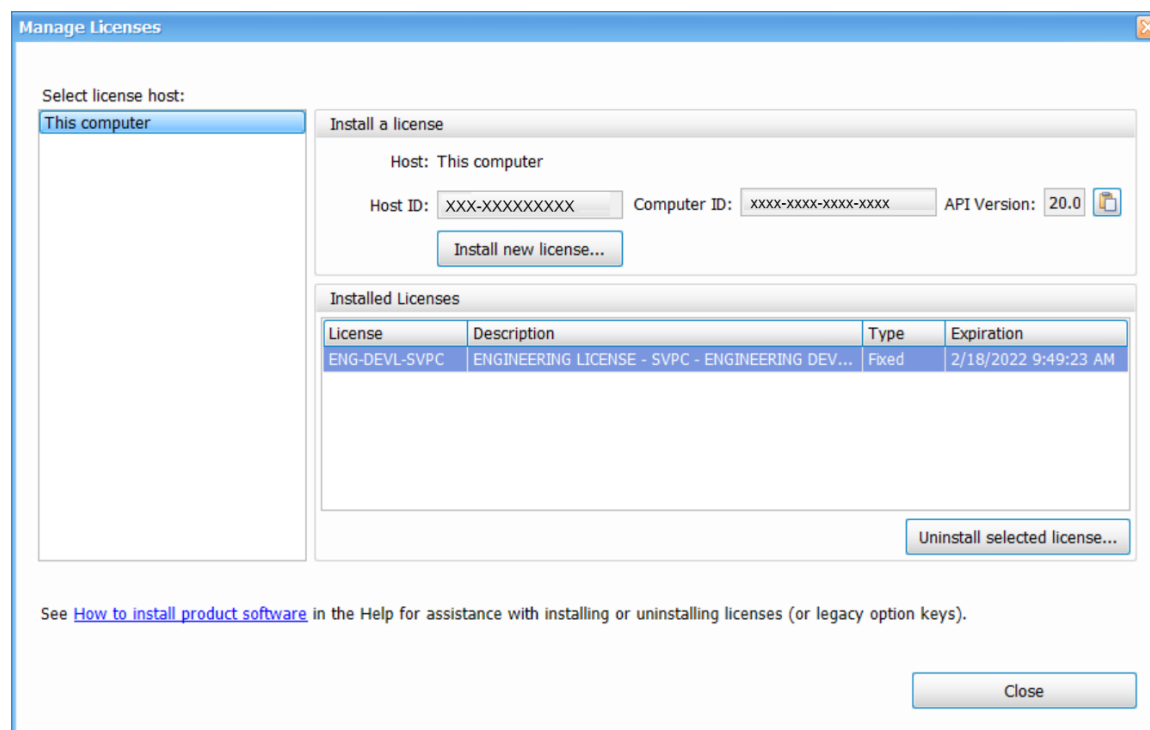 Manage Licenses
Select license host:
This computer
Install a license
Host: This computer
Host ID: XXX-XXXXXXXXX Computer ID: xxxx-xxxx-xxxx-xxxx API Version: 20.0
Install new license...
Installed Licenses
License Description Type Expiration
ENG-DEVL-SVPC ENGINEERING LICENSE - SVPC - ENGINEERING DEV... Fixed 2/18/2022 9:49:23 AM
Uninstall selected license...
See How to install product software in the Help for assistance with installing or uninstalling licenses (or legacy option keys).
Close